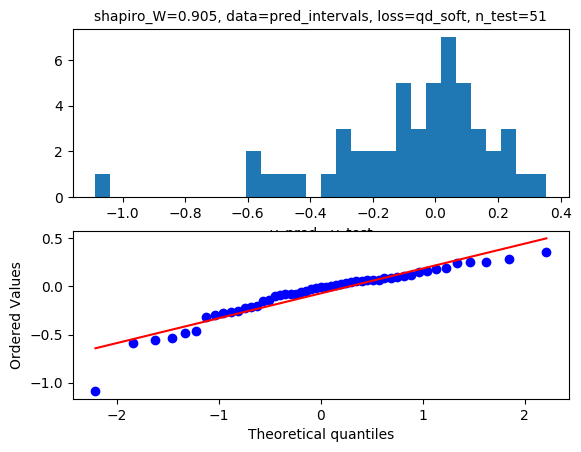 shapiro_W=0.905, data=pred_intervals, loss=qd_soft, n_test=51
6
4
2
0
−1.0 −0.8 −0.6 −0.4 −0.2 0.0 0.2 0.4
0.5
0.0
−0.5
−1.0
Ordered Values
−2 −1 0 1 2
Theoretical quantiles